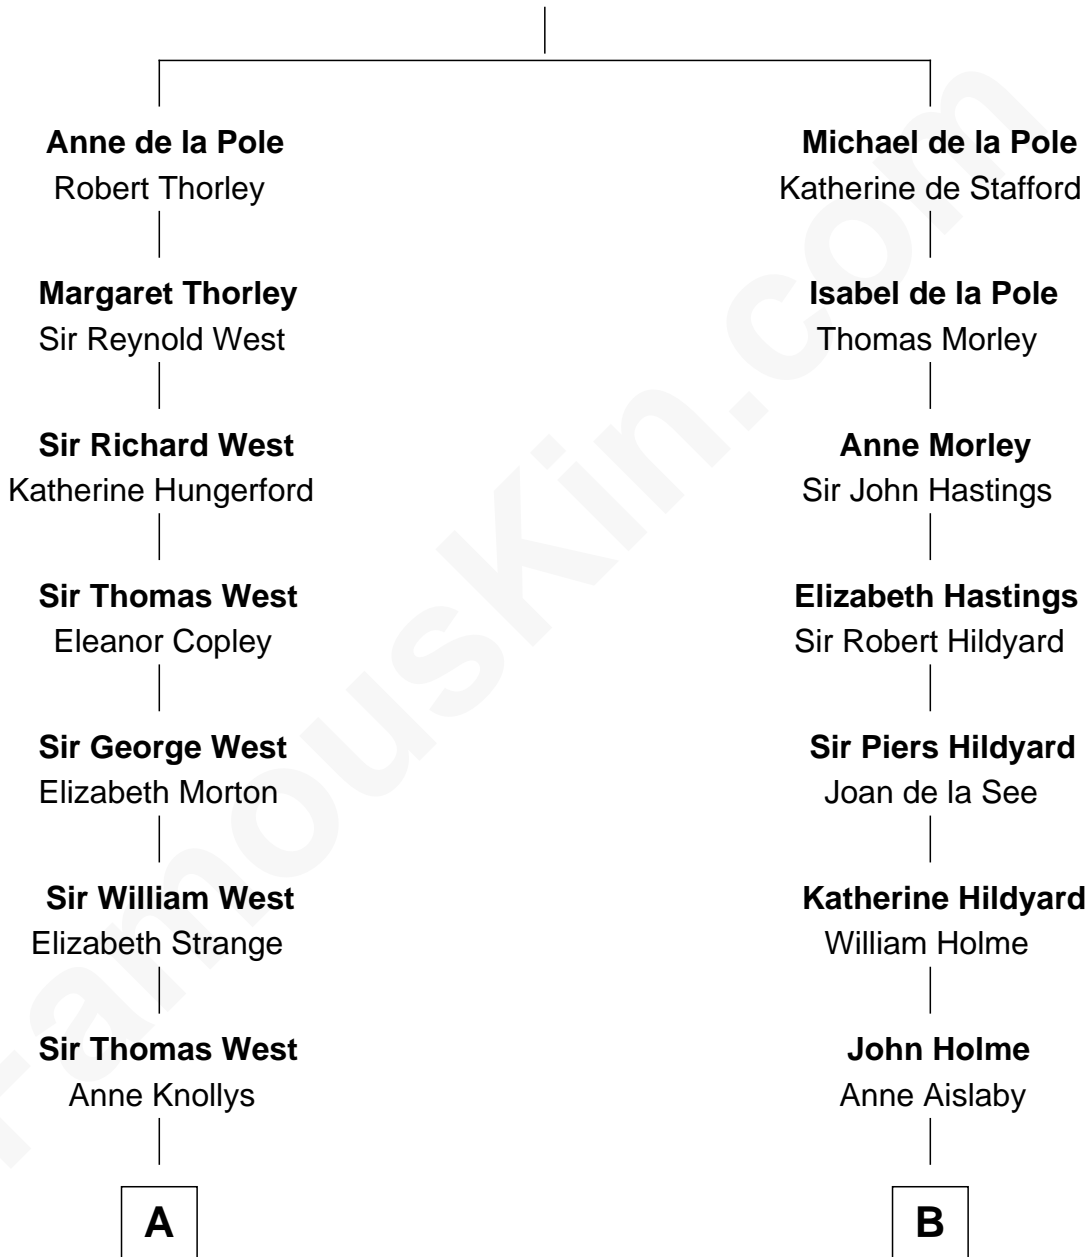 Anne de la Pole
Robert Thorley
Margaret Thorley
Sir Reynold West
Sir Richard West
Katherine Hungerford
Sir Thomas West
Eleanor Copley
Sir George West
Elizabeth Morton
Sir William West
Elizabeth Strange
Sir Thomas West
Anne Knollys
A
Michael de la Pole
Katherine de Stafford
Isabel de la Pole
Thomas Morley
Anne Morley
Sir John Hastings
Elizabeth Hastings
Sir Robert Hildyard
Sir Piers Hildyard
Joan de la See
Katherine Hildyard
William Holme
John Holme
Anne Aislaby
B
FamousKin.com